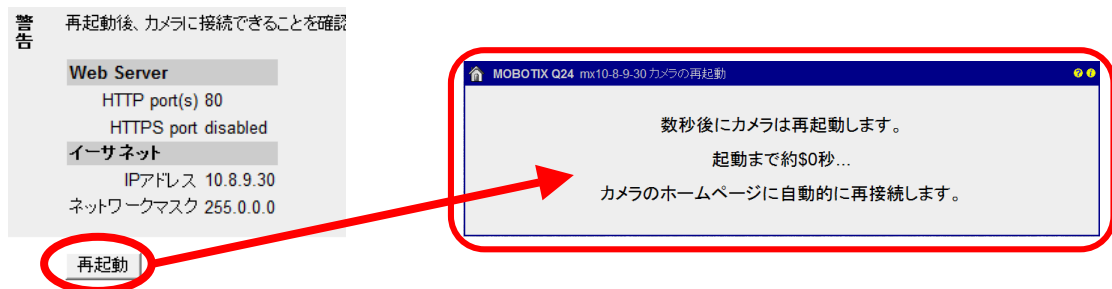 警告
再起動後、カメラに接続できることを確認
Web Server
HTTP port(s) 80
HTTPS port disabled
イーサネット
IPアドレス 10.8.9.30
ネットワークマスク 255.0.0.0
再起動
MOBOTIX Q24 mx10-8-9-30 カメラの再起動
数秒後にカメラは再起動します。
起動まで約$0秒...
カメラのホームページに自動的に再接続します。